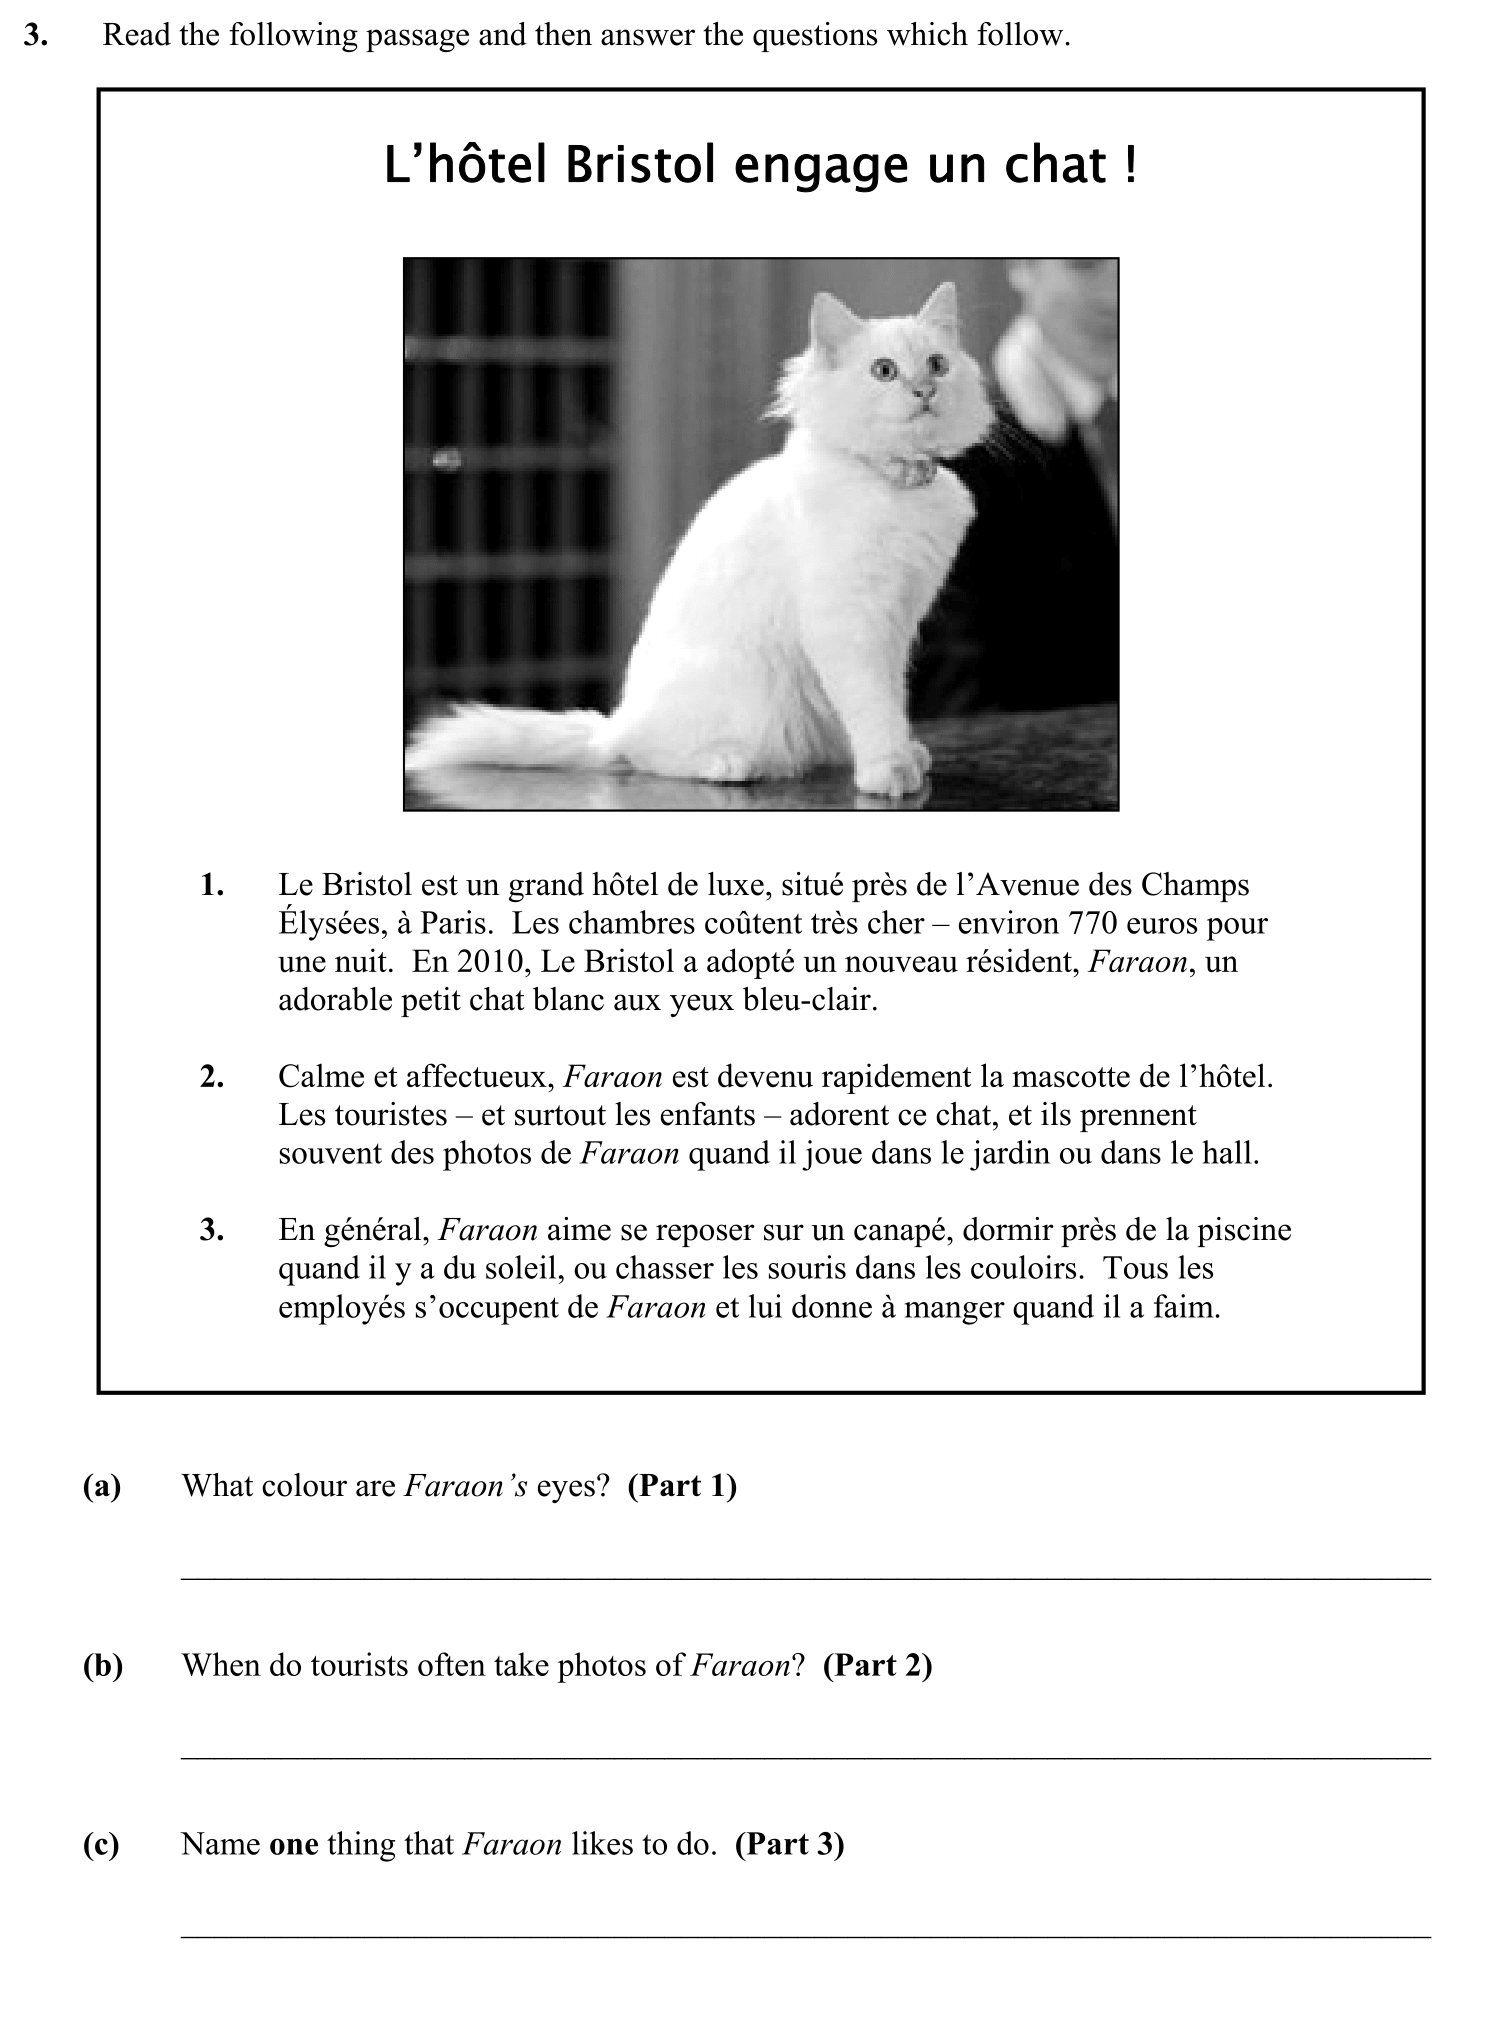 3. Read the following passage and then answer the questions which follow.
L’hôtel Bristol engage un chat !
1. Le Bristol est un grand hôtel de luxe, situé près de l’Avenue des Champs
Élysées, à Paris. Les chambres coûtent très cher – environ 770 euros pour
une nuit. En 2010, Le Bristol a adopté un nouveau résident, Faraon, un
adorable petit chat blanc aux yeux bleu-clair.
2. Calme et affectueux, Faraon est devenu rapidement la mascotte de l’hôtel.
Les touristes – et surtout les enfants – adorent ce chat, et ils prennent
souvent des photos de Faraon quand il joue dans le jardin ou dans le hall.
3. En général, Faraon aime se reposer sur un canapé, dormir près de la piscine
quand il y a du soleil, ou chasser les souris dans les couloirs. Tous les
employés s’occupent de Faraon et lui donne à manger quand il a faim.
(a) What colour are Faraon’s eyes? (Part 1)
(b) When do tourists often take photos of Faraon? (Part 2)
(c) Name one thing that Faraon likes to do. (Part 3)